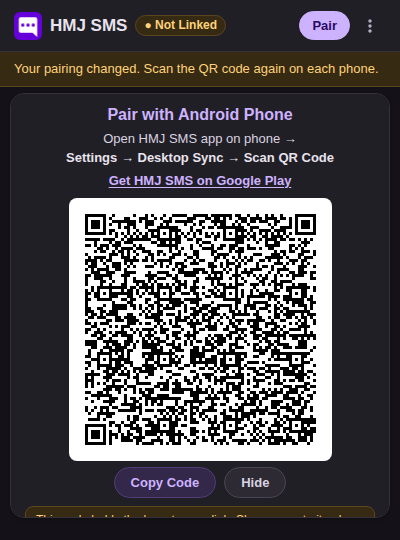 HMJ SMS
● Not Linked
Pair
Your pairing changed. Scan the QR code again on each phone.
Pair with Android Phone
Open HMJ SMS app on phone →
Settings → Desktop Sync → Scan QR Code
Get HMJ SMS on Google Play
Copy Code
Hide